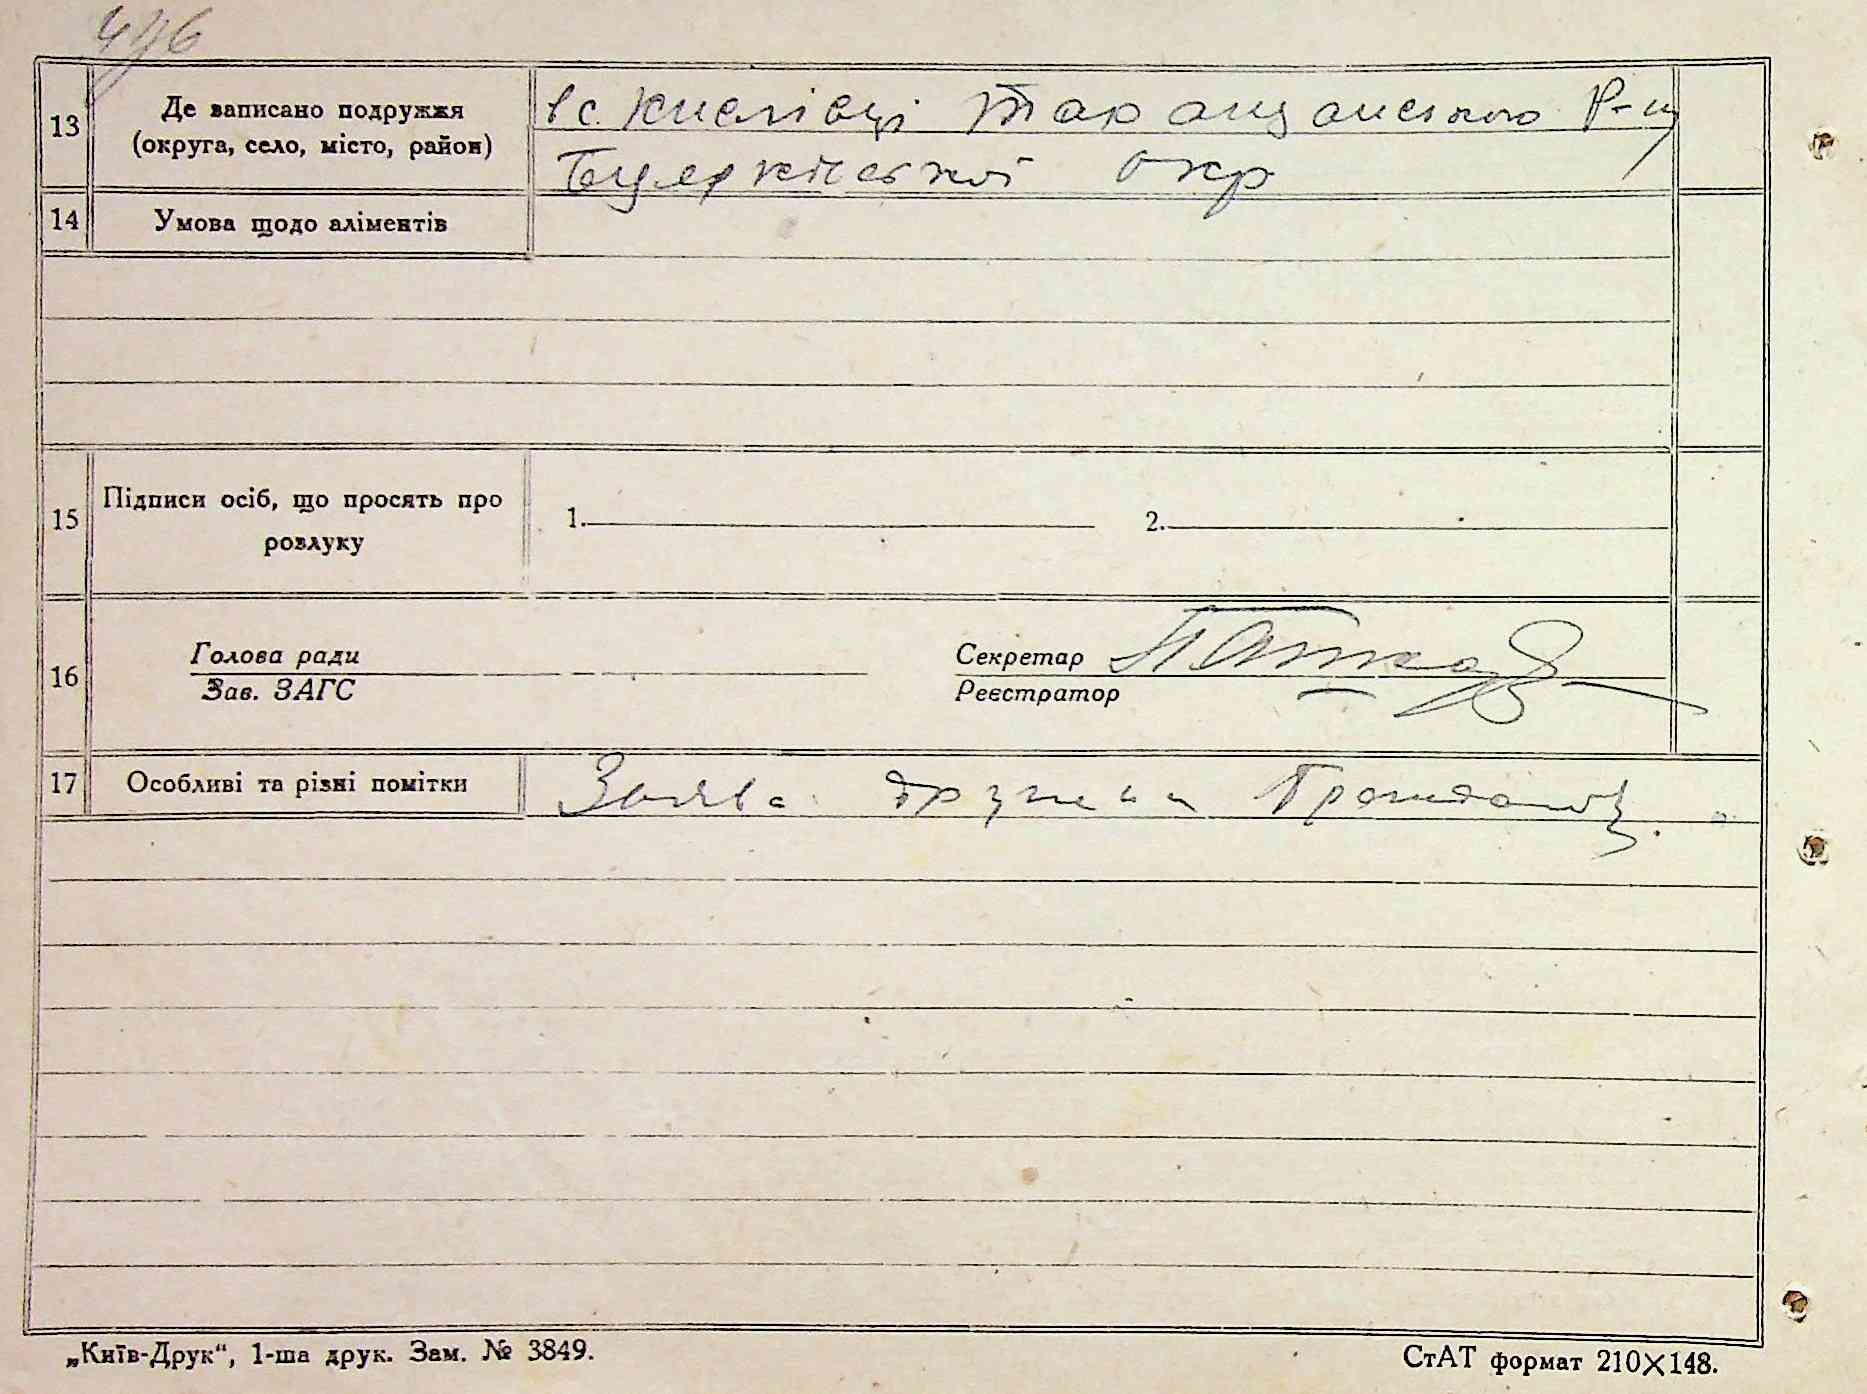 446
13
Де записано подружжя
(округа, село, місто, район)
в с. Кислівці Таращанського Р-ну
Білоцерківської окр
14
Умова щодо аліментів
15
Підписи осіб, що просять про
розлуку
1.
2.
16
Голова ради
Зав. ЗАГС
Секретар
Реєстратор
17
Особливі та різні помітки
Заява дружини
„Київ-Друк“, 1-ша друк. Зам. № 3849.
СтАТ формат 210×148.